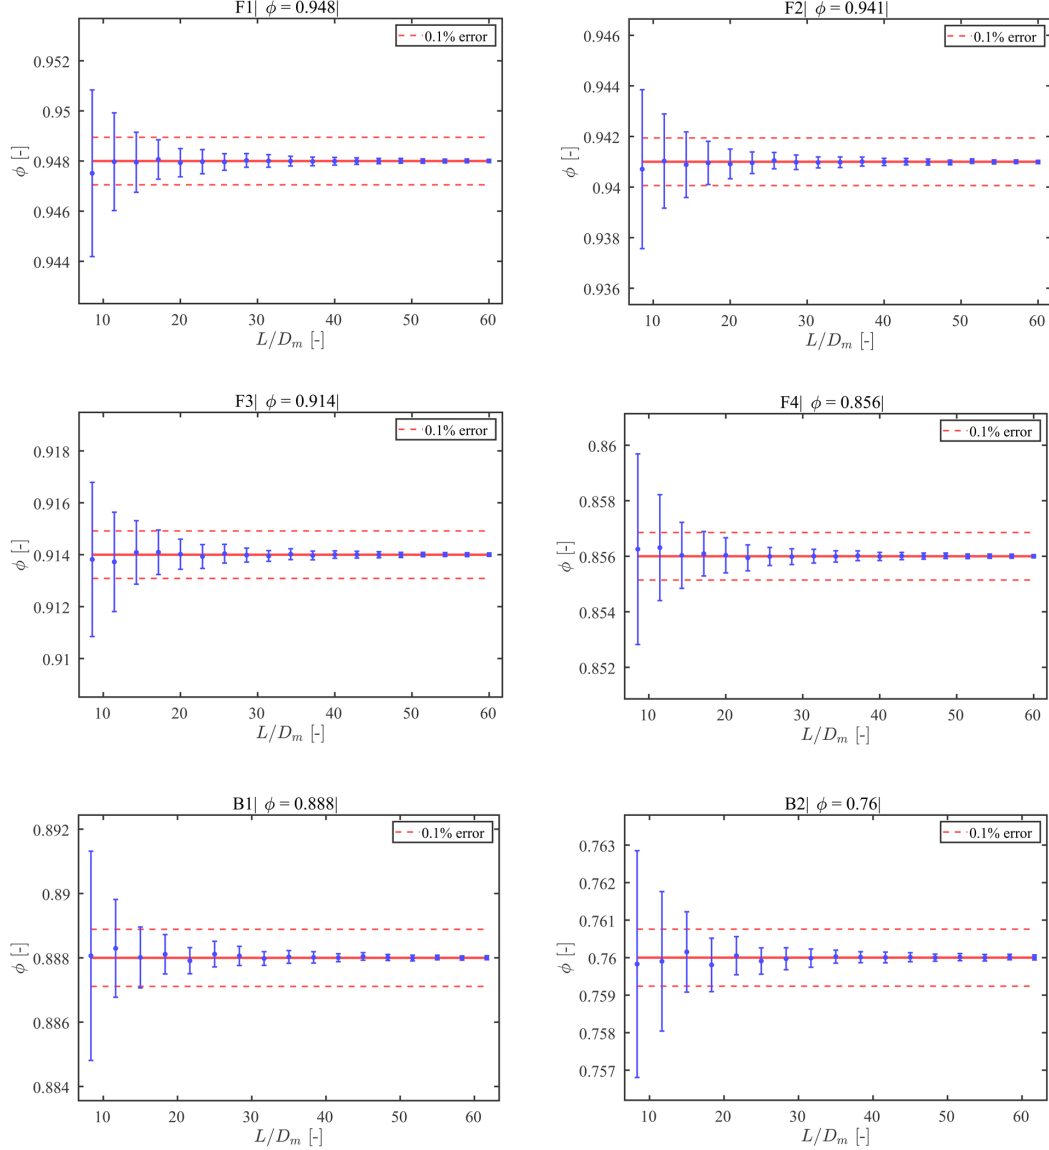 F1| ϕ = 0.948|
0.1% error
0.952
0.95
0.948
0.946
0.944
ϕ [-]
10 20 30 40 50 60
L/D_m [-]
F2| ϕ = 0.941|
0.1% error
0.946
0.944
0.942
0.94
0.938
0.936
ϕ [-]
10 20 30 40 50 60
L/D_m [-]
F3| ϕ = 0.914|
0.1% error
0.918
0.916
0.914
0.912
0.91
ϕ [-]
10 20 30 40 50 60
L/D_m [-]
F4| ϕ = 0.856|
0.1% error
0.86
0.858
0.856
0.854
0.852
ϕ [-]
10 20 30 40 50 60
L/D_m [-]
B1| ϕ = 0.888|
0.1% error
0.892
0.89
0.888
0.886
0.884
ϕ [-]
10 20 30 40 50 60
L/D_m [-]
B2| ϕ = 0.76|
0.1% error
0.763
0.762
0.761
0.76
0.759
0.758
0.757
ϕ [-]
10 20 30 40 50 60
L/D_m [-]